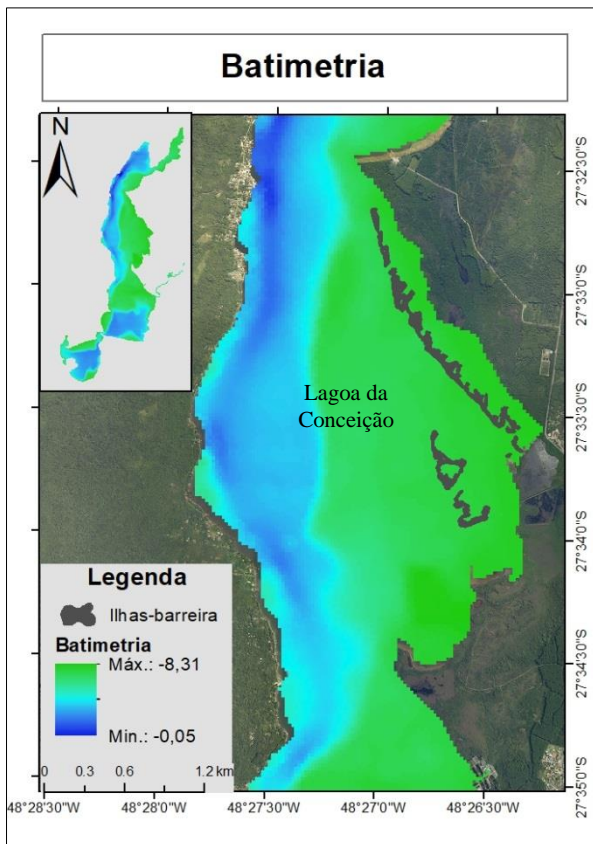 Batimetria
N
Lagoa da
Conceição
Legenda
Ilhas-barreira
Batimetria
Máx.: -8,31
Min.: -0,05
0 0.3 0.6 1.2 km
27°32'30"S
27°33'0"S
27°33'30"S
27°34'0"S
27°34'30"S
27°35'0"S
48°28'30"W 48°28'0"W 48°27'30"W 48°27'0"W 48°26'30"W